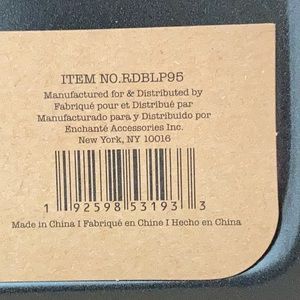 ITEM NO.RDBLP95
Manufactured for & Distributed by
Fabriqué pour et Distribué par
Manufacturado para y Distribuido por
Enchanté Accessories Inc.
New York, NY 10016
1 92598 53193 3
Made in China I Fabriqué en Chine I Hecho en China